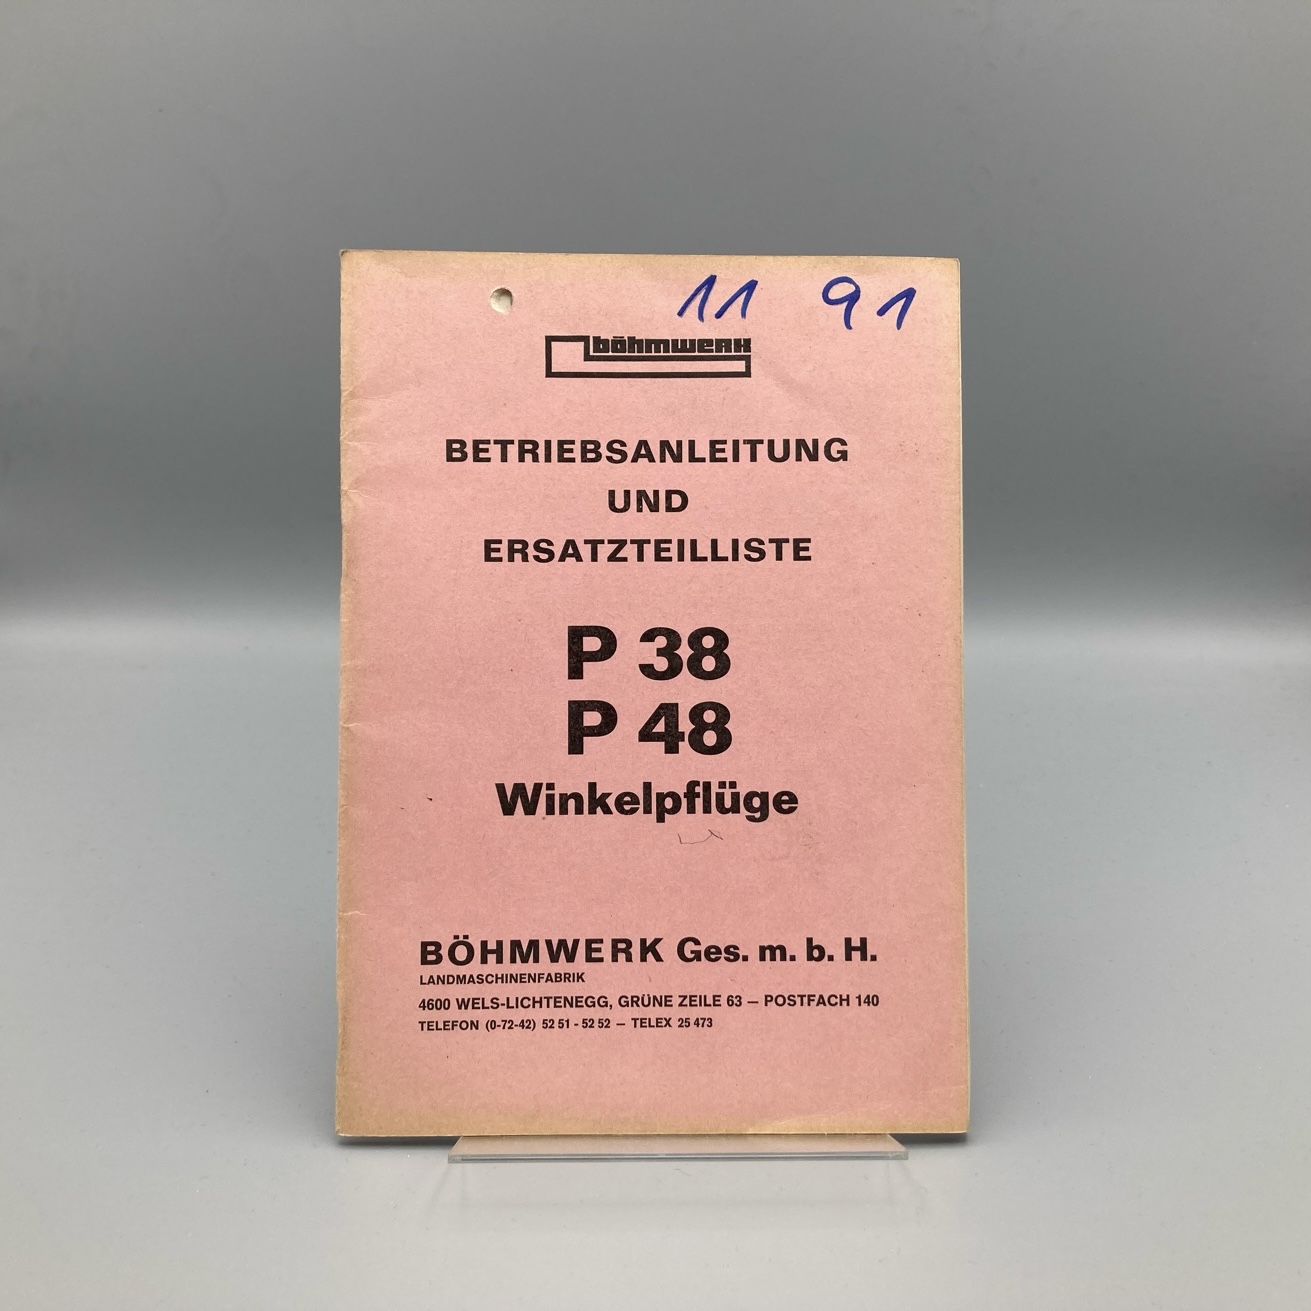 11 91
böhmwerk
BETRIEBSANLEITUNG
UND
ERSATZTEILLISTE
P 38
P 48
Winkelpflüge
BÖHMWERK Ges. m. b. H.
LANDMASCHINENFABRIK
4600 WELS-LICHTENEGG, GRÜNE ZEILE 63 — POSTFACH 140
TELEFON (0-72-42) 52 51 - 52 52 — TELEX 25 473